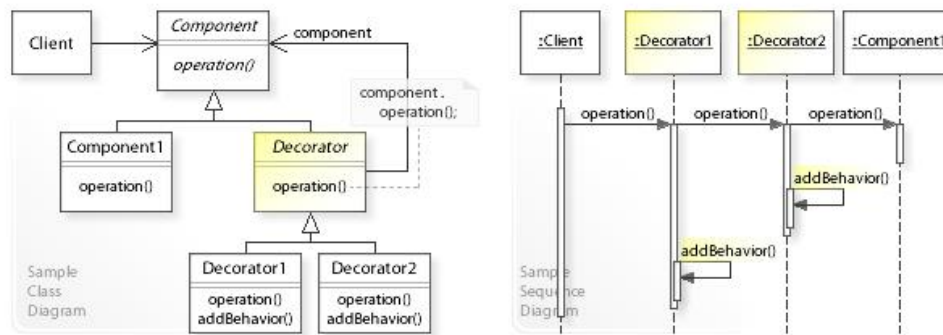 Client
Component
operation()
component
component.
operation();
Component1
operation()
Decorator
operation()
Decorator1
operation()
addBehavior()
Decorator2
operation()
addBehavior()
Sample
Class
Diagram
:Client
:Decorator1
:Decorator2
:Component1
operation()
operation()
operation()
addBehavior()
addBehavior()
Sample
Sequence
Diagram